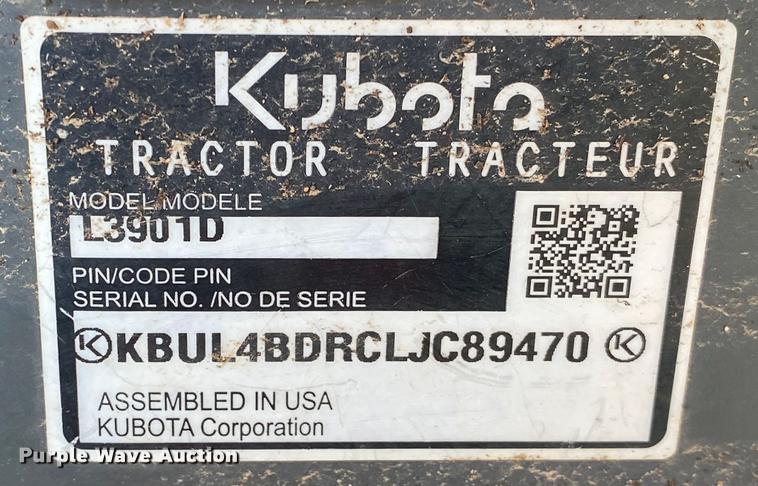 Kubota
TRACTOR TRACTEUR
MODEL MODELE
L3901D
PIN/CODE PIN
SERIAL NO. /NO DE SERIE
KBUL4BDRCLJC89470
ASSEMBLED IN USA
KUBOTA Corporation
Purple Wave Auction